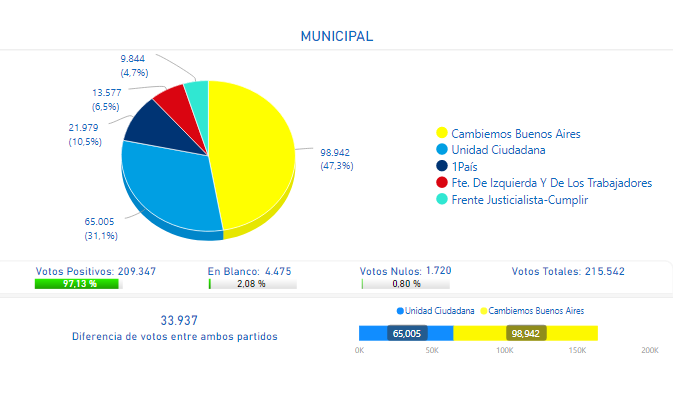 MUNICIPAL
9.844
(4,7%)
13.577
(6,5%)
21.979
(10,5%)
98.942
(47,3%)
65.005
(31,1%)
Cambiemos Buenos Aires
Unidad Ciudadana
1País
Fte. De Izquierda Y De Los Trabajadores
Frente Justicialista-Cumplir
Votos Positivos: 209.347
97,13 %
En Blanco: 4.475
2,08 %
Votos Nulos: 1.720
0,80 %
Votos Totales: 215.542
33.937
Diferencia de votos entre ambos partidos
Unidad Ciudadana Cambiemos Buenos Aires
65,005 98,942
0K 50K 100K 150K 200K